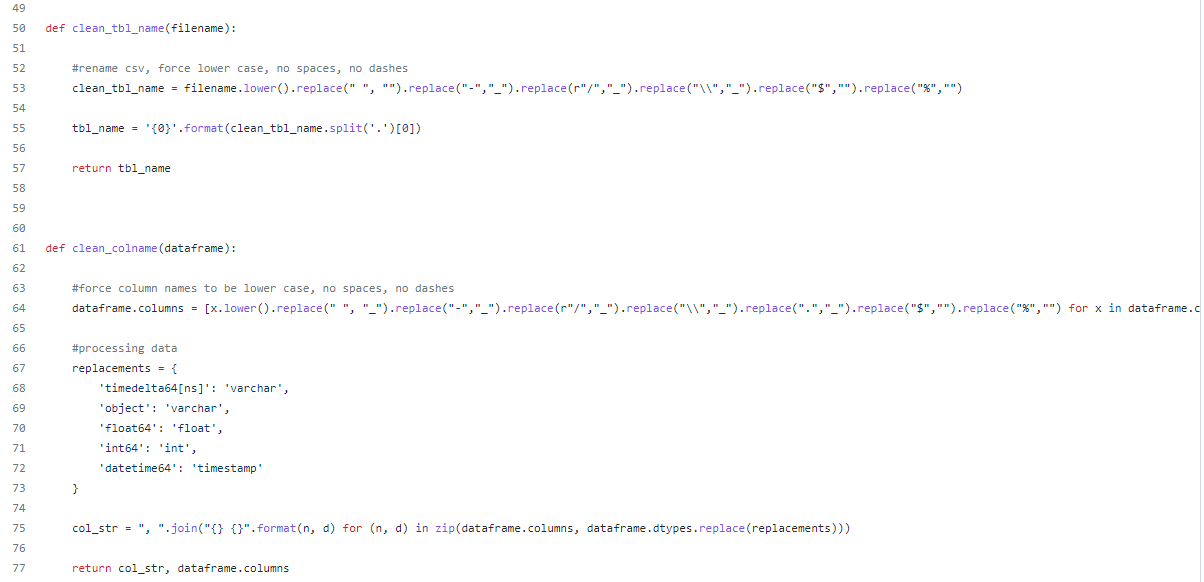 49
50 def clean_tbl_name(filename):
51
52     #rename csv, force lower case, no spaces, no dashes
53     clean_tbl_name = filename.lower().replace(" ", "").replace("-","_").replace(r"/","_").replace("\\","_").replace("$","").replace("%","")
54
55     tbl_name = '{0}'.format(clean_tbl_name.split('.')[0])
56
57     return tbl_name
58
59
60
61 def clean_colname(dataframe):
62
63     #force column names to be lower case, no spaces, no dashes
64     dataframe.columns = [x.lower().replace(" ", "_").replace("-","_").replace(r"/","_").replace("\\","_").replace(".","_").replace("$","").replace("%","") for x in dataframe.c
65
66     #processing data
67     replacements = {
68         'timedelta64[ns]': 'varchar',
69         'object': 'varchar',
70         'float64': 'float',
71         'int64': 'int',
72         'datetime64': 'timestamp'
73     }
74
75     col_str = ", ".join("{} {}".format(n, d) for (n, d) in zip(dataframe.columns, dataframe.dtypes.replace(replacements)))
76
77     return col_str, dataframe.columns